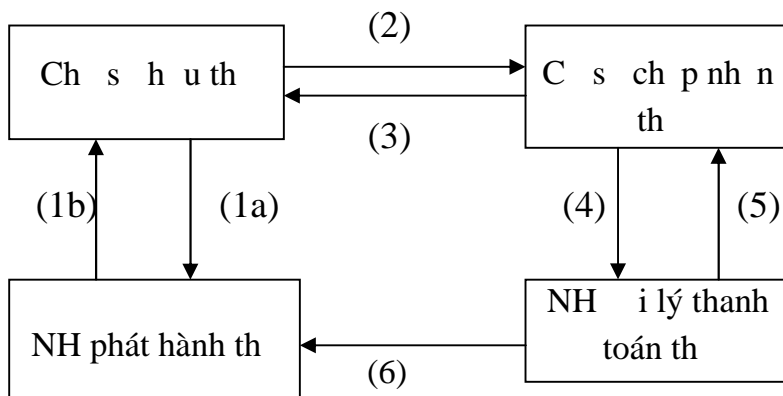 (2)
Ch s h u th
C s ch p nh n
th
(3)
(1b)
(1a)
(4)
(5)
NH phát hành th
NH i lý thanh
toán th
(6)